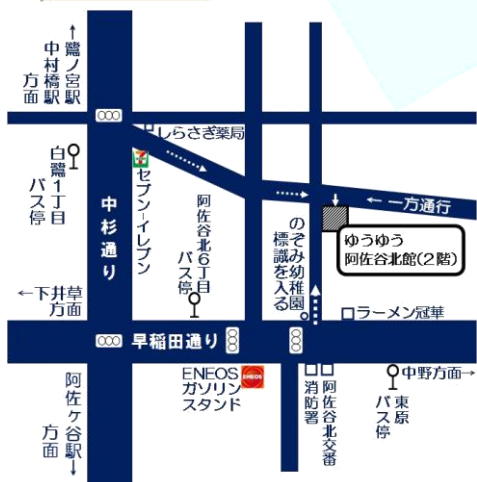 ↑鷺ノ宮駅
中村橋駅
方面
しらさぎ薬局
白鷺1丁目
バス停
セブン-イレブン
中杉通り
阿佐谷北6丁目
バス停
← 一方通行
ゆうゆう
阿佐谷北館(2階)
のぞみ幼稚園
標識を入る
←下井草
方面
ラーメン冠華
早稲田通り
ENEOS
ガソリン
スタンド
ENEOS
消防署
阿佐谷北交番
東原
バス停
中野方面→
阿佐ヶ谷駅↓
方面